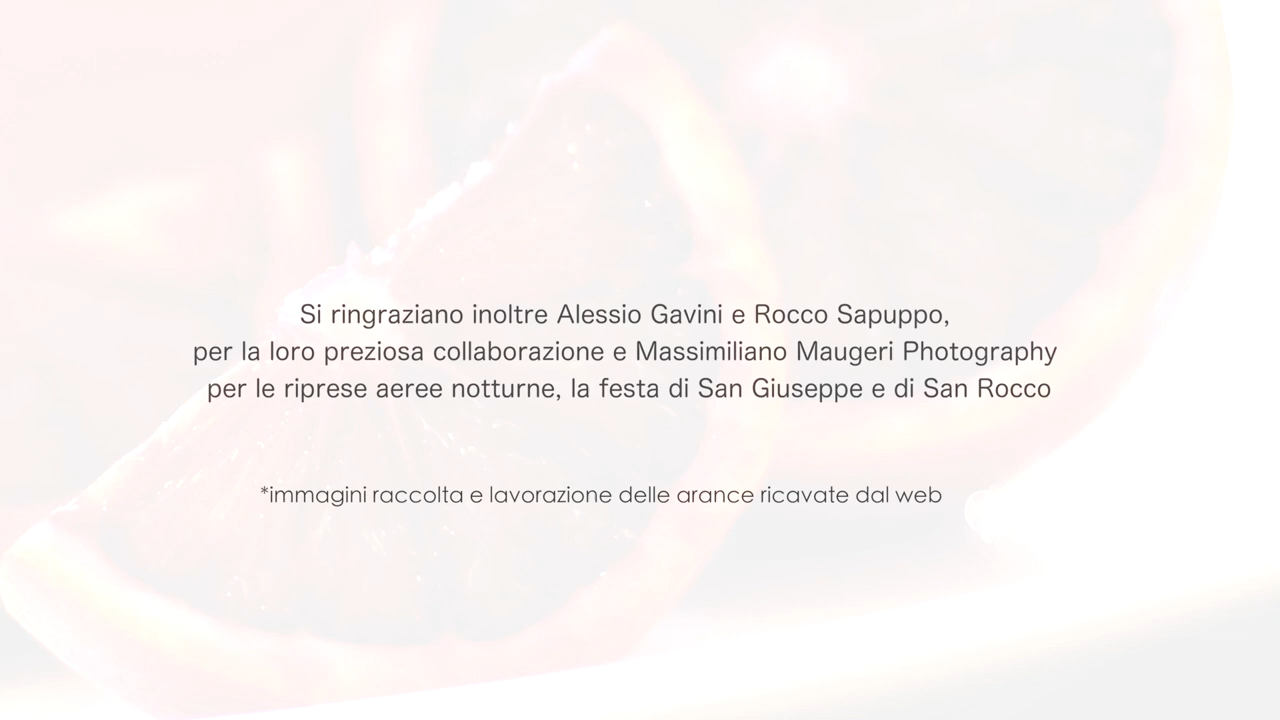 Si ringraziano inoltre Alessio Gavini e Rocco Sapuppo,
per la loro preziosa collaborazione e Massimiliano Maugeri Photography
per le riprese aeree notturne, la festa di San Giuseppe e di San Rocco
*immagini raccolta e lavorazione delle arance ricavate dal web